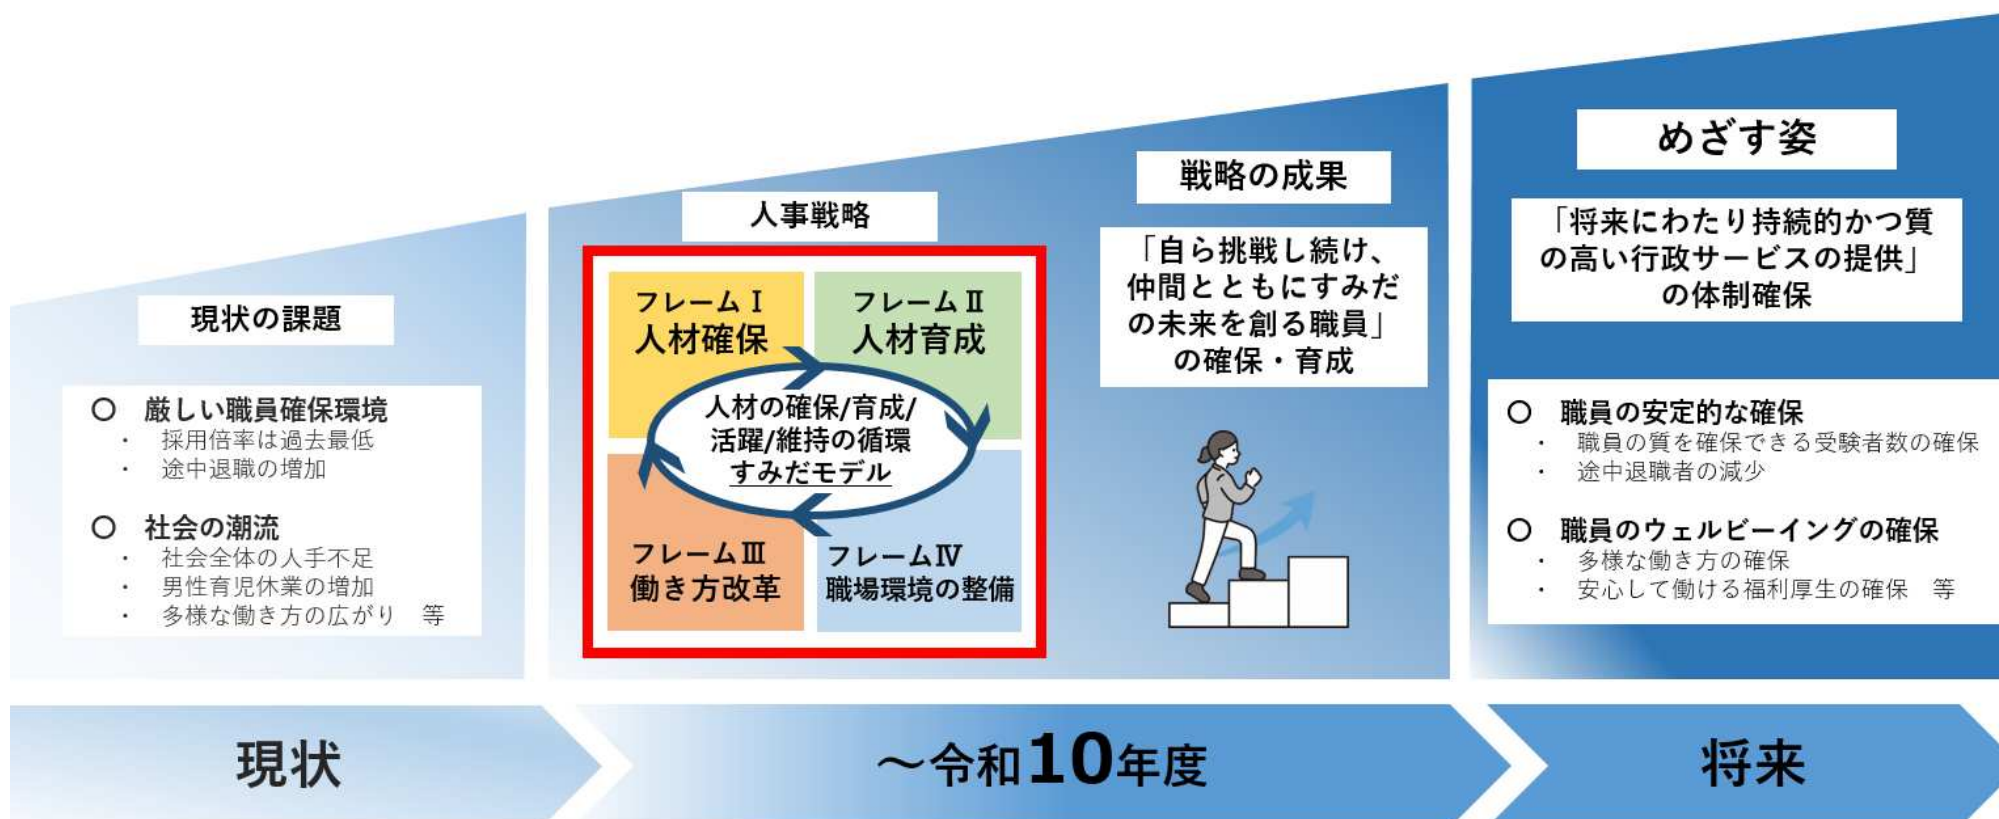 現状の課題
〇 厳しい職員確保環境
・ 採用倍率は過去最低
・ 途中退職の増加
〇 社会の潮流
・ 社会全体の人手不足
・ 男性育児休業の増加
・ 多様な働き方の広がり 等
人事戦略
フレームⅠ
人材確保
フレームⅡ
人材育成
人材の確保/育成/
活躍/維持の循環
すみだモデル
フレームⅢ
働き方改革
フレームⅣ
職場環境の整備
戦略の成果
「自ら挑戦し続け、
仲間とともにすみだ
の未来を創る職員」
の確保・育成
めざす姿
「将来にわたり持続的かつ質
の高い行政サービスの提供」
の体制確保
〇 職員の安定的な確保
・ 職員の質を確保できる受験者数の確保
・ 途中退職者の減少
〇 職員のウェルビーイングの確保
・ 多様な働き方の確保
・ 安心して働ける福利厚生の確保 等
現状
～令和10年度
将来